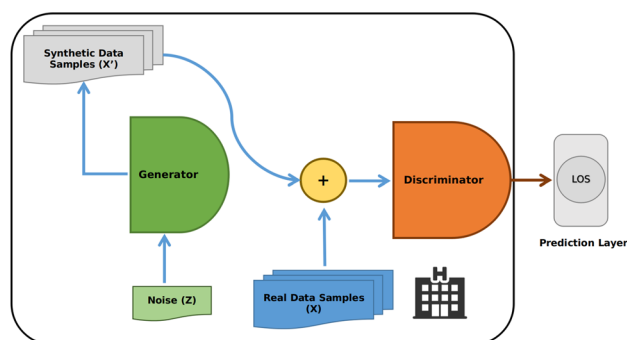 Synthetic Data
Samples (X’)
Generator
+
Discriminator
LOS
Prediction Layer
Noise (Z)
Real Data Samples
(X)
H